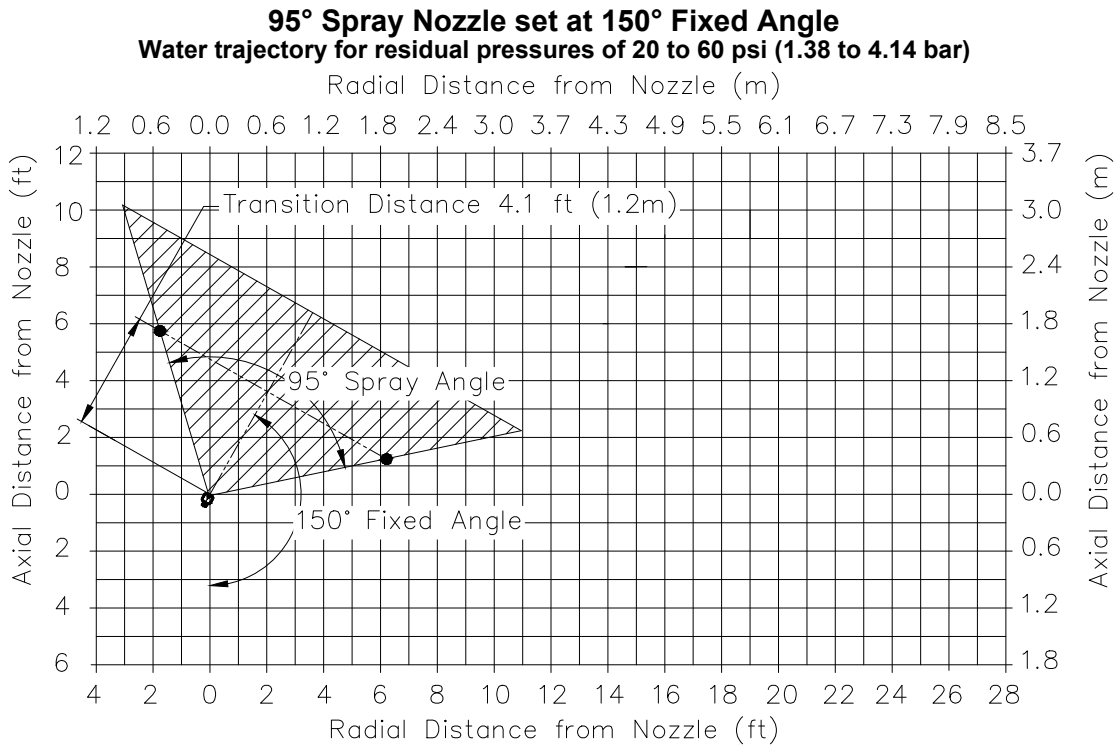 95° Spray Nozzle set at 150° Fixed Angle
Water trajectory for residual pressures of 20 to 60 psi (1.38 to 4.14 bar)
Radial Distance from Nozzle (m)
1.2 0.6 0.0 0.6 1.2 1.8 2.4 3.0 3.7 4.3 4.9 5.5 6.1 6.7 7.3 7.9 8.5
Axial Distance from Nozzle (ft)
12
10
8
6
4
2
0
2
4
6
Transition Distance 4.1 ft (1.2m)
95° Spray Angle
150° Fixed Angle
3.7
3.0
2.4
1.8
1.2
0.6
0.0
0.6
1.2
1.8
Axial Distance from Nozzle (m)
4 2 0 2 4 6 8 10 12 14 16 18 20 22 24 26 28
Radial Distance from Nozzle (ft)